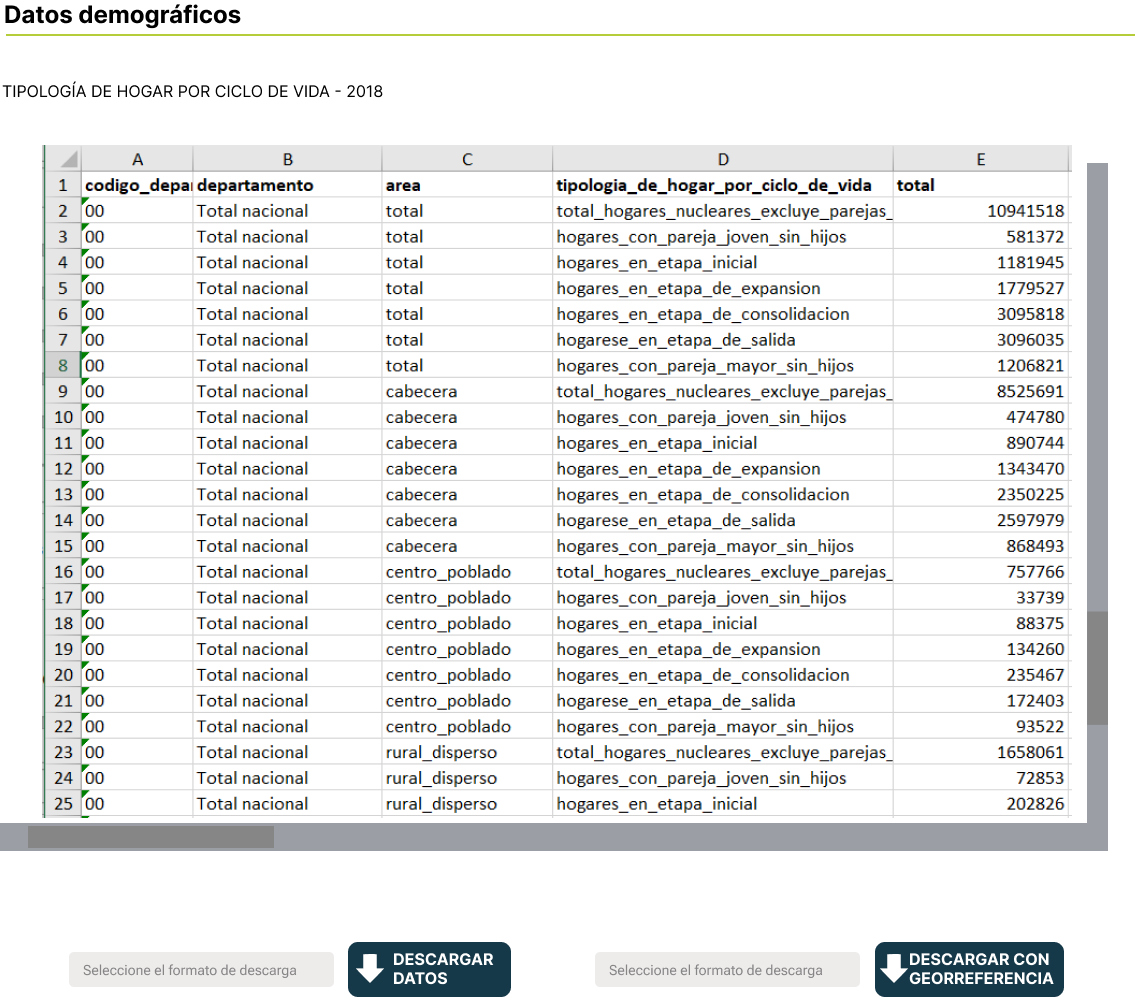 Datos demográficos
TIPOLOGÍA DE HOGAR POR CICLO DE VIDA - 2018
A B C D E
1 codigo_depar departamento area tipologia_de_hogar_por_ciclo_de_vida total
2 00 Total nacional total total_hogares_nucleares_excluye_parejas_ 10941518
3 00 Total nacional total hogares_con_pareja_joven_sin_hijos 581372
4 00 Total nacional total hogares_en_etapa_inicial 1181945
5 00 Total nacional total hogares_en_etapa_de_expansion 1779527
6 00 Total nacional total hogares_en_etapa_de_consolidacion 3095818
7 00 Total nacional total hogarese_en_etapa_de_salida 3096035
8 00 Total nacional total hogares_con_pareja_mayor_sin_hijos 1206821
9 00 Total nacional cabecera total_hogares_nucleares_excluye_parejas_ 8525691
10 00 Total nacional cabecera hogares_con_pareja_joven_sin_hijos 474780
11 00 Total nacional cabecera hogares_en_etapa_inicial 890744
12 00 Total nacional cabecera hogares_en_etapa_de_expansion 1343470
13 00 Total nacional cabecera hogares_en_etapa_de_consolidacion 2350225
14 00 Total nacional cabecera hogarese_en_etapa_de_salida 2597979
15 00 Total nacional cabecera hogares_con_pareja_mayor_sin_hijos 868493
16 00 Total nacional centro_poblado total_hogares_nucleares_excluye_parejas_ 757766
17 00 Total nacional centro_poblado hogares_con_pareja_joven_sin_hijos 33739
18 00 Total nacional centro_poblado hogares_en_etapa_inicial 88375
19 00 Total nacional centro_poblado hogares_en_etapa_de_expansion 134260
20 00 Total nacional centro_poblado hogares_en_etapa_de_consolidacion 235467
21 00 Total nacional centro_poblado hogarese_en_etapa_de_salida 172403
22 00 Total nacional centro_poblado hogares_con_pareja_mayor_sin_hijos 93522
23 00 Total nacional rural_disperso total_hogares_nucleares_excluye_parejas_ 1658061
24 00 Total nacional rural_disperso hogares_con_pareja_joven_sin_hijos 72853
25 00 Total nacional rural_disperso hogares_en_etapa_inicial 202826
Seleccione el formato de descarga
DESCARGAR
DATOS
Seleccione el formato de descarga
DESCARGAR CON
GEORREFERENCIA